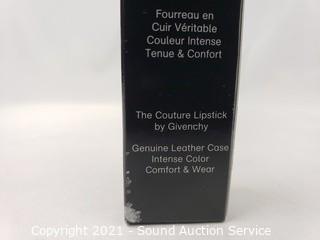 Fourreau en
Cuir Véritable
Couleur Intense
Tenue & Confort
The Couture Lipstick
by Givenchy
Genuine Leather Case
Intense Color
Comfort & Wear
Copyright 2021 - Sound Auction Service